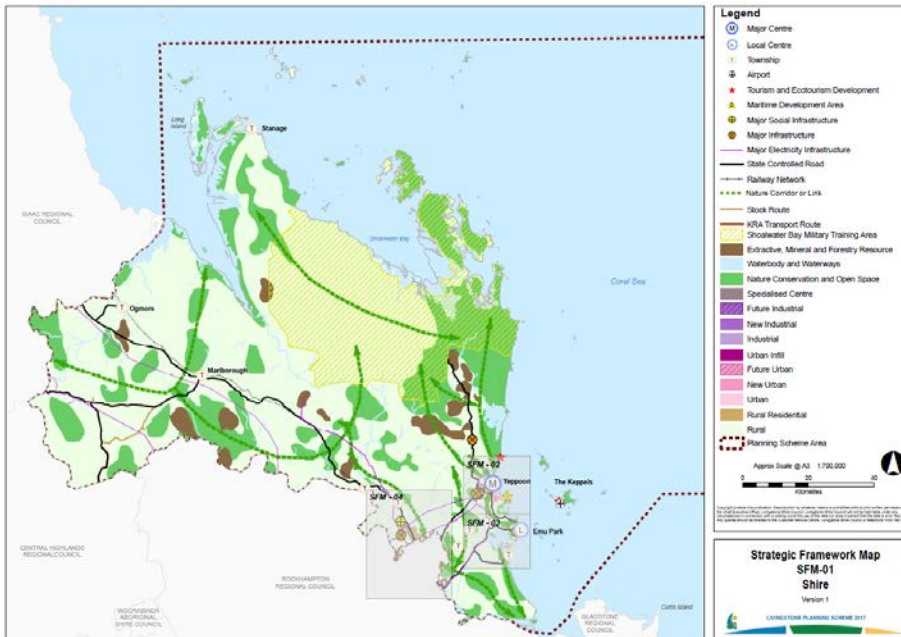 Stanage
Long
Island
Shoalwater Bay
ISAAC REGIONAL
COUNCIL
Coral Sea
Ogmore
Marlborough
SFM - 02
Yeppoon
The Keppels
SFM - 04
SFM - 03
Emu Park
CENTRAL HIGHLANDS
REGIONAL COUNCIL
ROCKHAMPTON
REGIONAL COUNCIL
WOORABINDA
ABORIGINAL
SHIRE COUNCIL
GLADSTONE
REGIONAL
COUNCIL
Curtis Island
Legend
M Major Centre
L Local Centre
T Township
Airport
Tourism and Ecotourism Development
Maritime Development Area
Major Social Infrastructure
Major Infrastructure
Major Electricity Infrastructure
State Controlled Road
Railway Network
Nature Corridor or Link
Stock Route
KRA Transport Route
Shoalwater Bay Military Training Area
Extractive, Mineral and Forestry Resource
Waterbody and Waterways
Nature Conservation and Open Space
Specialised Centre
Future Industrial
New Industrial
Industrial
Urban Infill
Future Urban
New Urban
Urban
Rural Residential
Rural
Planning Scheme Area
Approx Scale @ A3 1:700,000
0 10 20 40
Kilometres
Strategic Framework Map
SFM-01
Shire
Version 1
LIVINGSTONE PLANNING SCHEME 2017